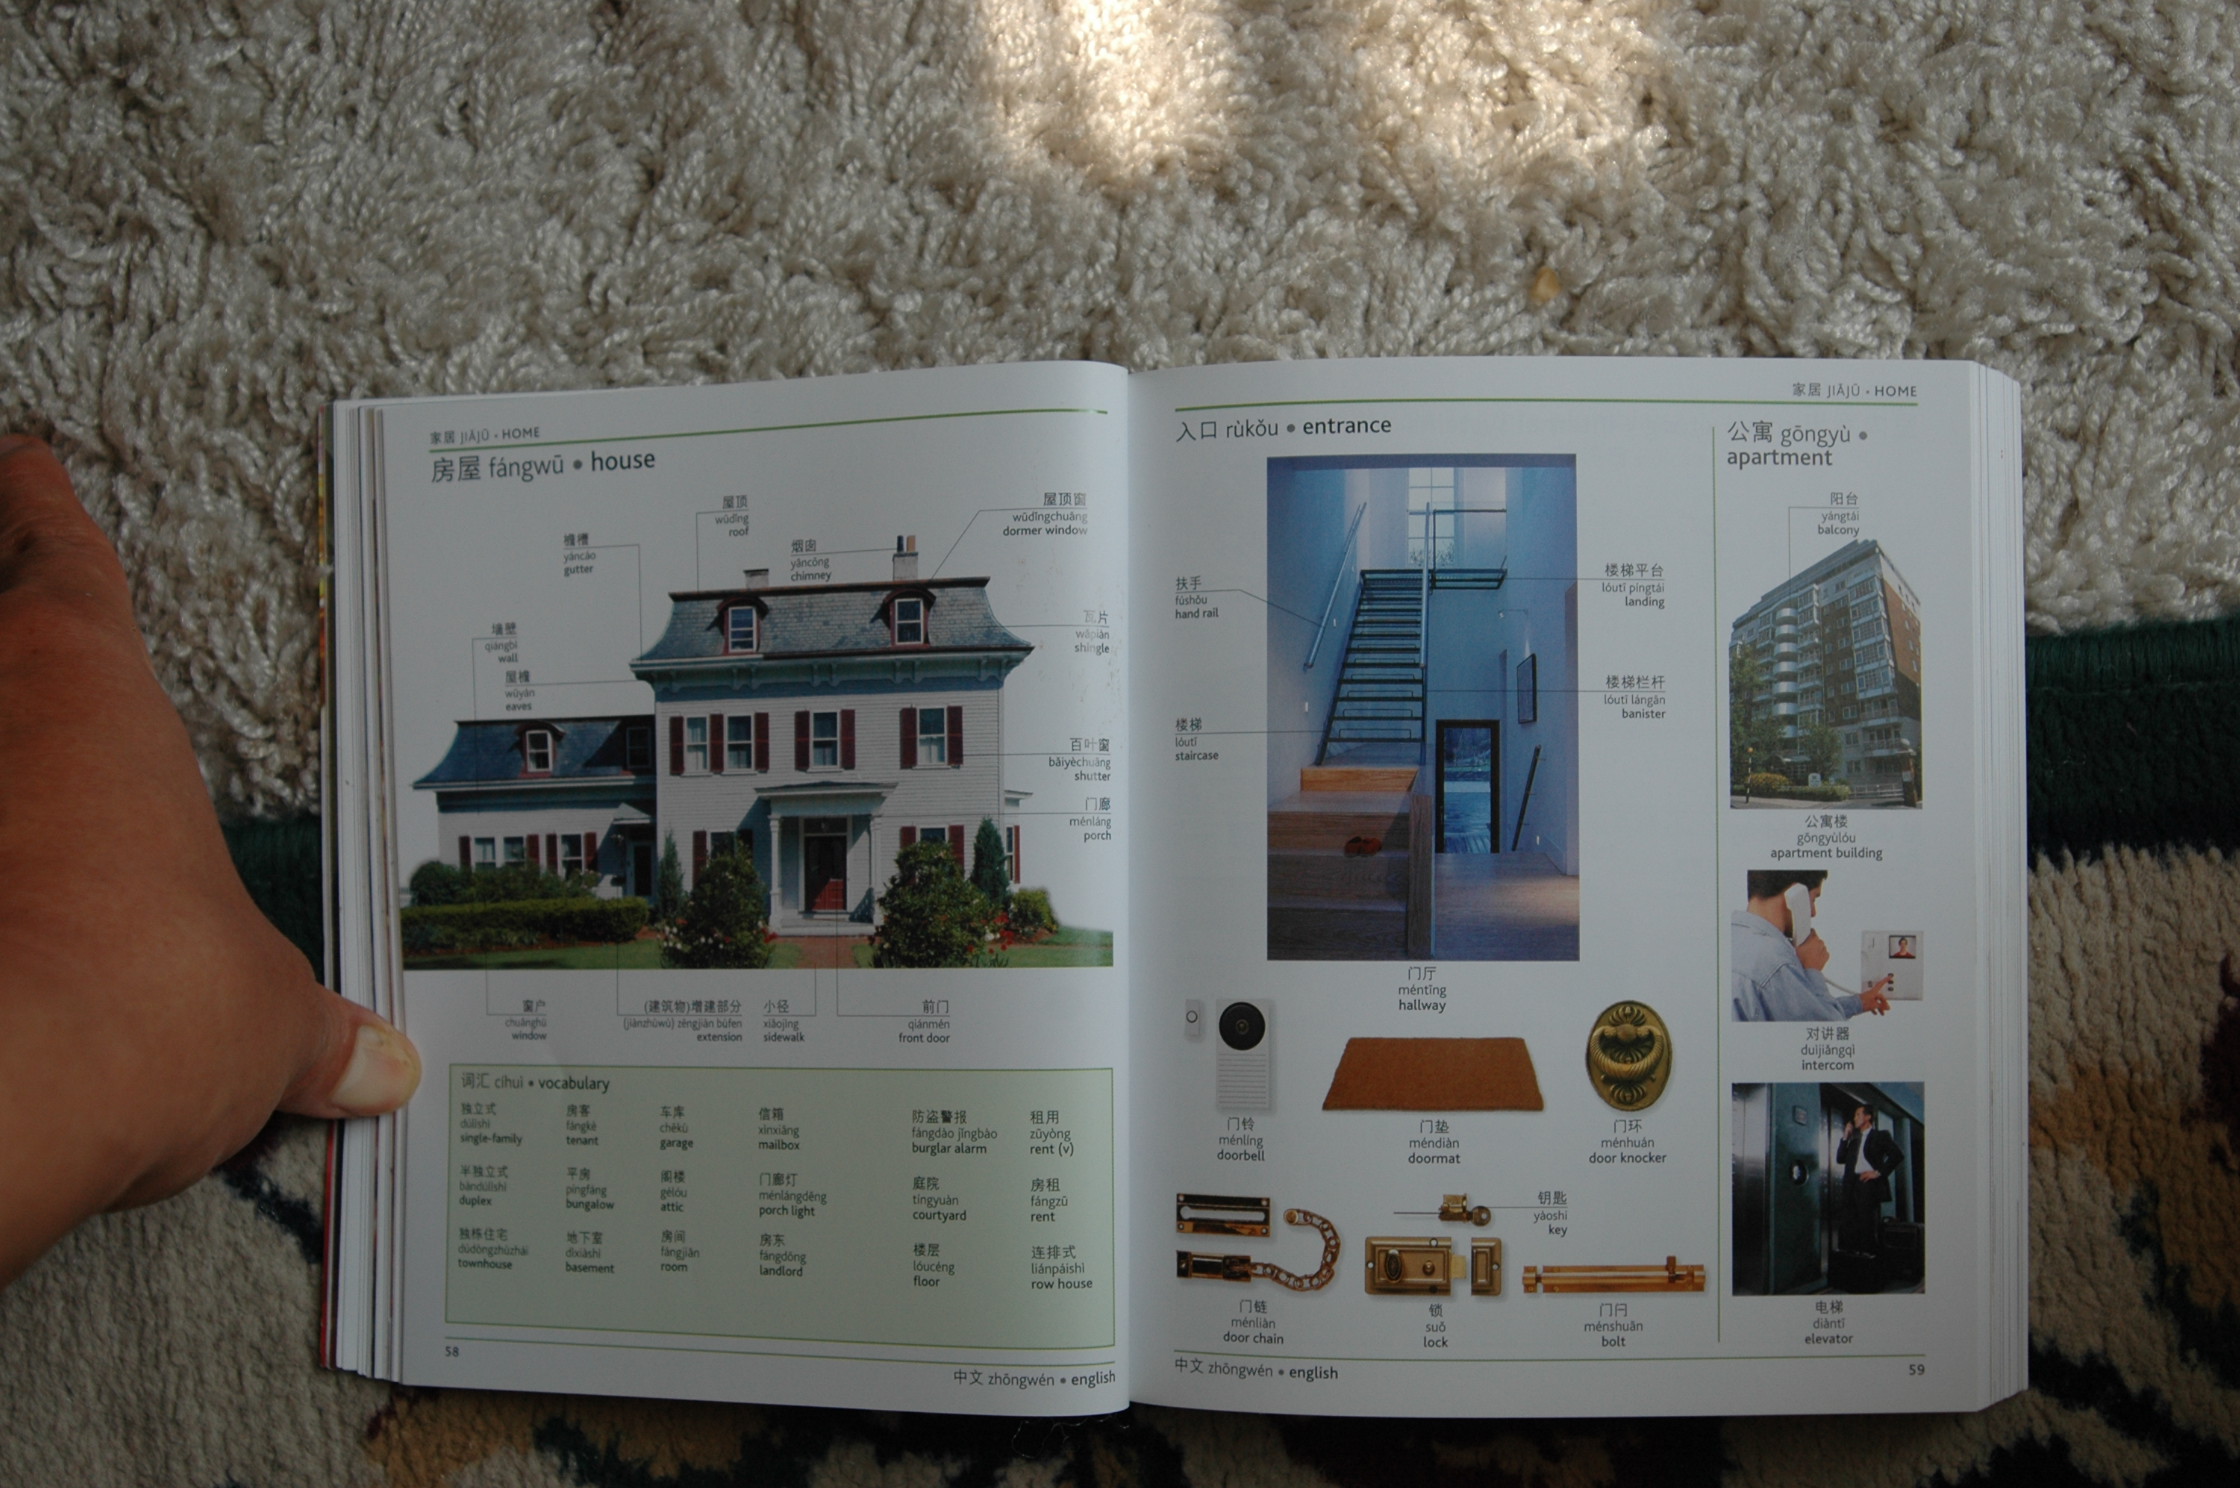 家居 JIĀJŪ • HOME
房屋 fángwū • house
屋顶
wūdǐng
roof
烟囱
yāncōng
chimney
屋顶窗
wūdǐngchuāng
dormer window
檐槽
yáncáo
gutter
瓦片
wǎpiàn
shingle
墙壁
qiángbì
wall
屋檐
wūyán
eaves
百叶窗
bǎiyèchuāng
shutter
门廊
ménláng
porch
窗户
chuānghù
window
(建筑物)增建部分
(jiànzhùwù) zēngjiàn bùfen
extension
小径
xiǎojìng
sidewalk
前门
qiánmén
front door
词汇 cíhuì • vocabulary
独立式
dúlìshì
single-family
房客
fángkè
tenant
车库
chēkù
garage
信箱
xìnxiāng
mailbox
防盗警报
fángdào jǐngbào
burglar alarm
租用
zūyòng
rent (v)
半独立式
bàndúlìshì
duplex
平房
píngfáng
bungalow
阁楼
gélóu
attic
门廊灯
ménlángdēng
porch light
庭院
tíngyuàn
courtyard
房租
fángzū
rent
独栋住宅
dúdòngzhùzhái
townhouse
地下室
dìxiàshì
basement
房间
fángjiān
room
房东
fángdōng
landlord
楼层
lóucéng
floor
连排式
liánpáishì
row house
58
中文 zhōngwén • english
家居 JIĀJŪ • HOME
入口 rùkǒu • entrance
扶手
fúshǒu
hand rail
楼梯
lóutī
staircase
楼梯平台
lóutī píngtái
landing
楼梯栏杆
lóutī lángān
banister
门厅
méntīng
hallway
门铃
ménlíng
doorbell
门垫
méndiàn
doormat
门环
ménhuán
door knocker
门链
ménliàn
door chain
锁
suǒ
lock
钥匙
yàoshi
key
门闩
ménshuān
bolt
公寓 gōngyù •
apartment
阳台
yángtái
balcony
公寓楼
gōngyùlóu
apartment building
对讲器
duìjiǎngqì
intercom
电梯
diàntī
elevator
中文 zhōngwén • english
59